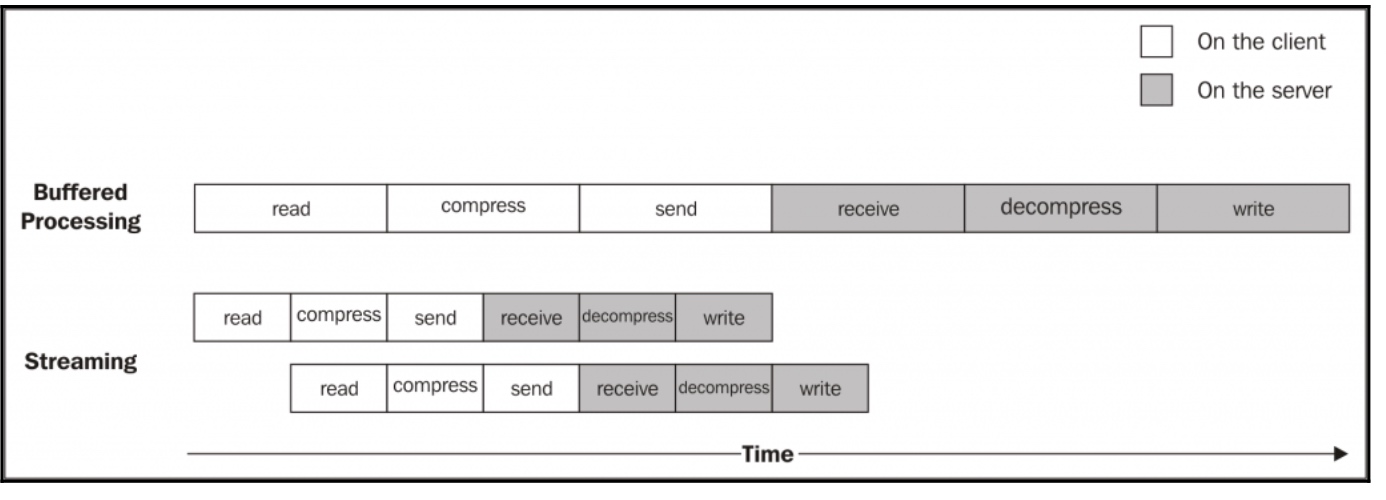 On the client
On the server
Buffered
Processing
read compress send receive decompress write
read compress send receive decompress write
Streaming
read compress send receive decompress write
Time